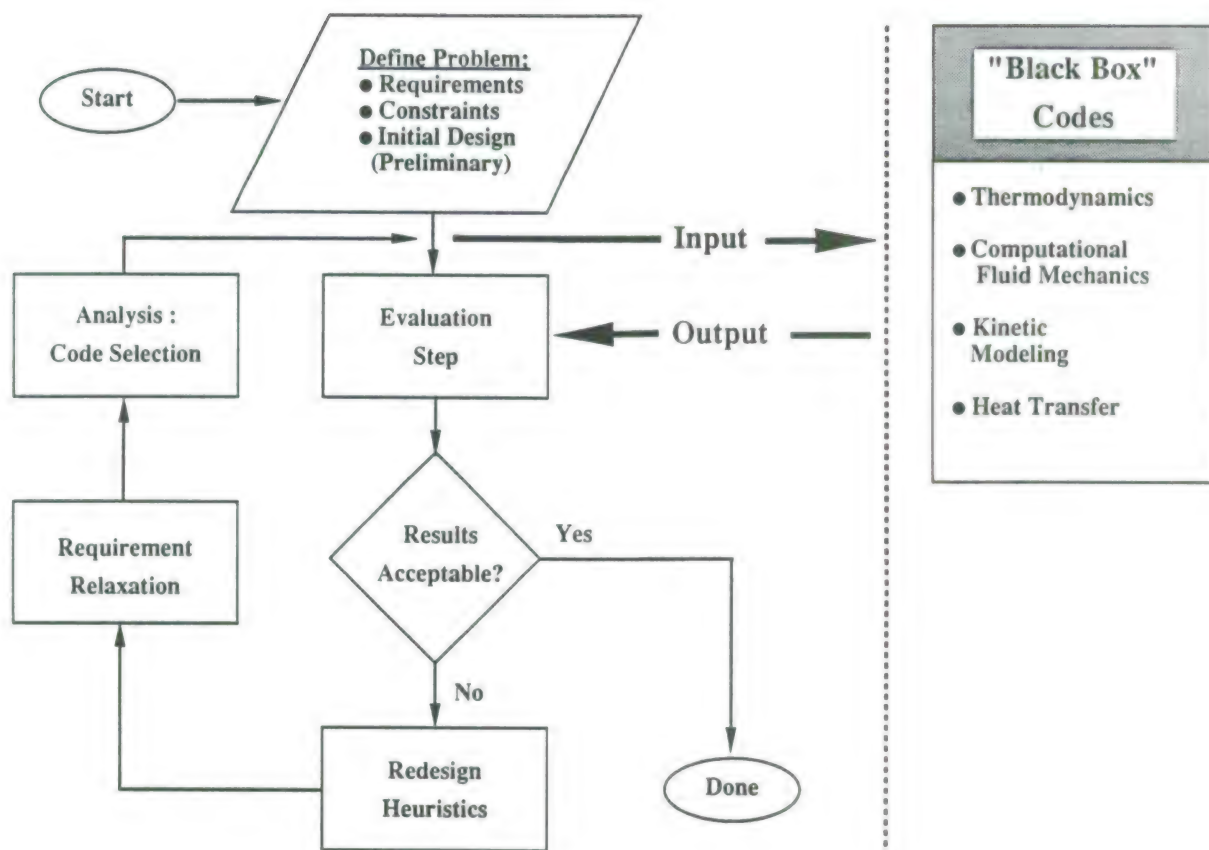 Start
Define Problem:
● Requirements
● Constraints
● Initial Design
(Preliminary)
Input
Output
Analysis :
Code Selection
Evaluation
Step
Requirement
Relaxation
Results
Acceptable?
Yes
No
Redesign
Heuristics
Done
"Black Box"
Codes
● Thermodynamics
● Computational
Fluid Mechanics
● Kinetic
Modeling
● Heat Transfer